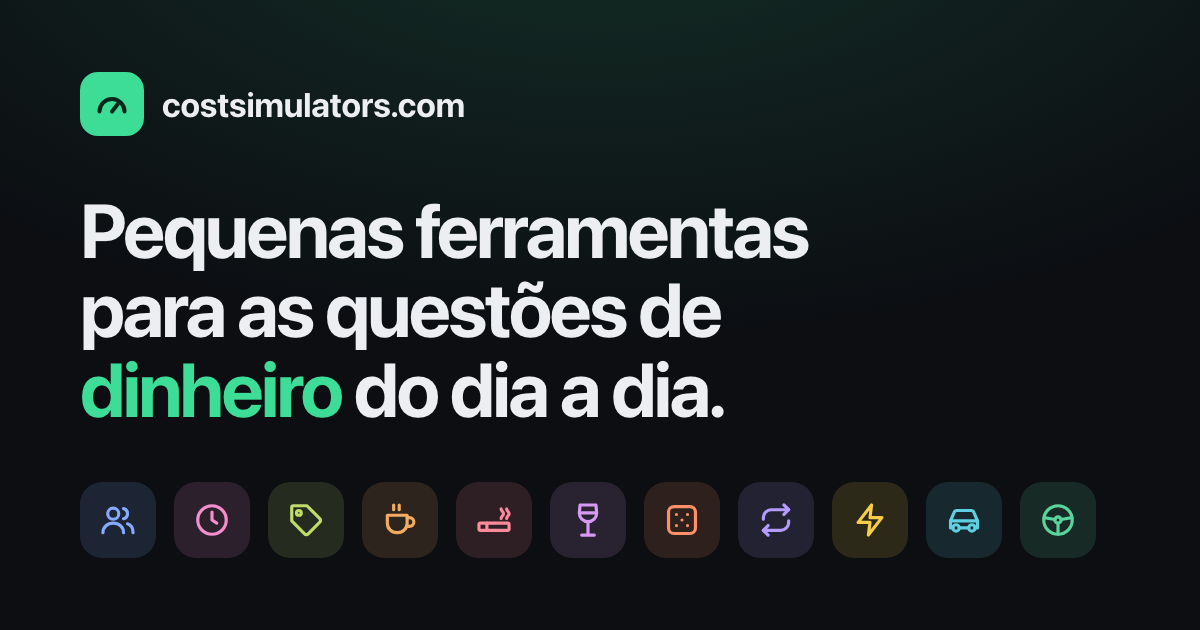 costsimulators.com
Pequenas ferramentas
para as questões de
dinheiro do dia a dia.